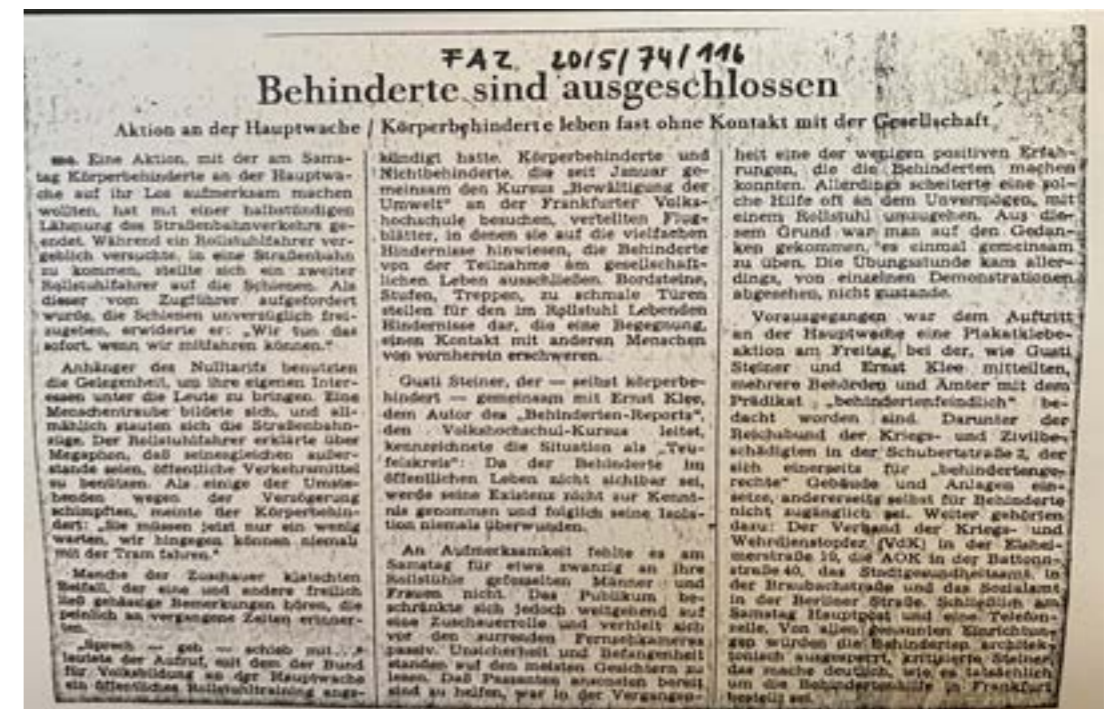 FAZ 20/5/74/116
Behinderte sind ausgeschlossen
Aktion an der Hauptwache / Körperbehinderte leben fast ohne Kontakt mit der Gesellschaft
Eine Aktion, mit der am Sams-
tag Körperbehinderte an der Hauptwa-
che auf ihr Los aufmerksam machen
wollten, hat mit einer halbstündigen
Lähmung des Straßenbahnverkehrs ge-
endet. Während ein Rollstuhlfahrer ver-
geblich versuchte, in eine Straßenbahn
zu kommen, stellte sich ein zweiter
Rollstuhlfahrer auf die Schienen. Als
dieser vom Zugführer aufgefordert
wurde, die Schienen unverzüglich frei-
zugeben, erwiderte er: „Wir tun das
sofort, wenn wir mitfahren können.“
Anhänger des Nulltarifs benutzten
die Gelegenheit, um ihre eigenen Inter-
essen unter die Leute zu bringen. Eine
Menschentraube bildete sich, und all-
mählich stauten sich die Straßenbahn-
züge. Der Rollstuhlfahrer erklärte über
Megaphon, daß seinesgleichen außer-
stande seien, öffentliche Verkehrsmittel
zu benützen. Als einige der Umste-
henden wegen der Verzögerung
schimpften, meinte der Körperbehin-
dert: „Sie müssen jetzt nur ein wenig
warten, wir hingegen können niemals
mit der Tram fahren.“
Manche der Zuschauer klatschten
Beifall, der eine und andere freilich
ließ gehässige Bemerkungen hören, die
peinlich an vergangene Zeiten erinner-
ten.
„Sprech — geh — schieb mit“,
lautete der Aufruf, mit dem der Bund
für Volksbildung an der Hauptwache
ein öffentliches Rollstuhltraining ange-
kündigt hatte. Körperbehinderte und
Nichtbehinderte, die seit Januar ge-
meinsam den Kursus „Bewältigung der
Umwelt“ an der Frankfurter Volks-
hochschule besuchen, verteilten Flug-
blätter, in denen sie auf die vielfachen
Hindernisse hinwiesen, die Behinderte
von der Teilnahme am gesellschaft-
lichen Leben ausschließen. Bordsteine,
Stufen, Treppen, zu schmale Türen
stellen für den im Rollstuhl Lebenden
Hindernisse dar, die eine Begegnung,
einen Kontakt mit anderen Menschen
von vornherein erschweren.
Gusti Steiner, der — selbst körperbe-
hindert — gemeinsam mit Ernst Klee,
dem Autor des „Behinderten-Reports“,
den Volkshochschul-Kursus leitet,
kennzeichnete die Situation als „Teu-
felskreis“: Da der Behinderte im
öffentlichen Leben nicht sichtbar sei,
werde seine Existenz nicht zur Kennt-
nis genommen und folglich seine Isola-
tion niemals überwunden.
An Aufmerksamkeit fehlte es am
Samstag für etwa zwanzig an ihre
Rollstühle gefesselten Männer und
Frauen nicht. Das Publikum be-
schränkte sich jedoch weitgehend auf
eine Zuschauerrolle und verhielt sich
vor den surrenden Fernsehkameras
passiv. Unsicherheit und Befangenheit
standen auf den meisten Gesichtern zu
lesen. Daß Passanten ansonsten bereit
sind zu helfen, war in der Vergangen-
heit eine der wenigen positiven Erfah-
rungen, die die Behinderten machen
konnten. Allerdings scheiterte eine sol-
che Hilfe oft an dem Unvermögen, mit
einem Rollstuhl umzugehen. Aus die-
sem Grund war man auf den Gedan-
ken gekommen, es einmal gemeinsam
zu üben. Die Übungsstunde kam aller-
dings, von einzelnen Demonstrationen
abgesehen, nicht zustande.
Vorausgegangen war dem Auftritt
an der Hauptwache eine Plakatklebe-
aktion am Freitag, bei der, wie Gusti
Steiner und Ernst Klee mitteilten,
mehrere Behörden und Ämter mit dem
Prädikat „behindertenfeindlich“ be-
dacht worden sind. Darunter der
Reichsbund der Kriegs- und Zivilbe-
schädigten in der Schubertstraße 2, der
sich einerseits für „behindertenge-
rechte“ Gebäude und Anlagen ein-
setze, andererseits selbst für Behinderte
nicht zugänglich sei. Weiter gehörten
dazu: Der Verband der Kriegs- und
Wehrdienstopfer (VdK) in der Elshei-
merstraße 10, die AOK in der Battonn-
straße 40, das Stadtgesundheitsamt in
der Braubachstraße und das Sozialamt
in der Berliner Straße. Schließlich am
Samstag Hauptpost und eine Telefon-
zelle. Von allen genannten Einrichtun-
gen würden die Behinderten architek-
tonisch ausgesperrt, kritisierte Steiner,
das mache deutlich, wie es tatsächlich
um die Behindertenhilfe in Frankfurt
bestellt sei.